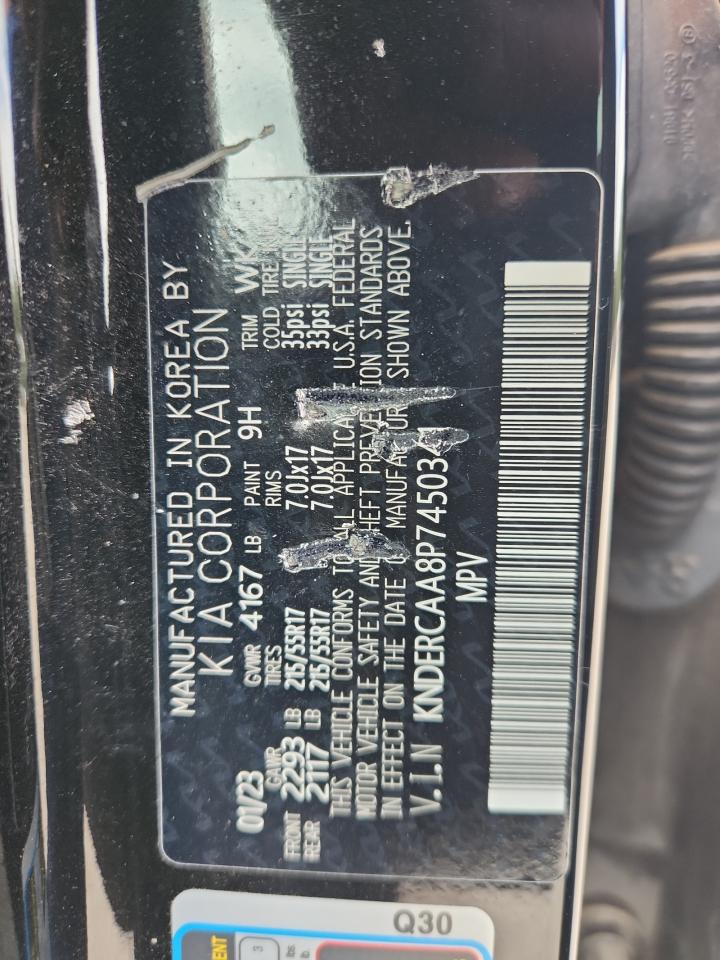 MANUFACTURED IN KOREA BY
KIA CORPORATION
01/23 GVWR 4167 LB PAINT 9H TRIM WK
GAWR TIRES RIMS COLD TIRE
FRONT 2293 LB 215/55R17 7.0Jx17 35psi SINGLE
REAR 2117 LB 215/55R17 7.0Jx17 33psi SINGLE
THIS VEHICLE CONFORMS TO ALL U.S.A. FEDERAL
MOTOR VEHICLE SAFETY AND THEFT PREVENTION STANDARDS
IN EFFECT ON THE DATE SHOWN ABOVE.
V.I.N KNDERCAA8P7450341
MPV
Q30
3
lbs.
lb.